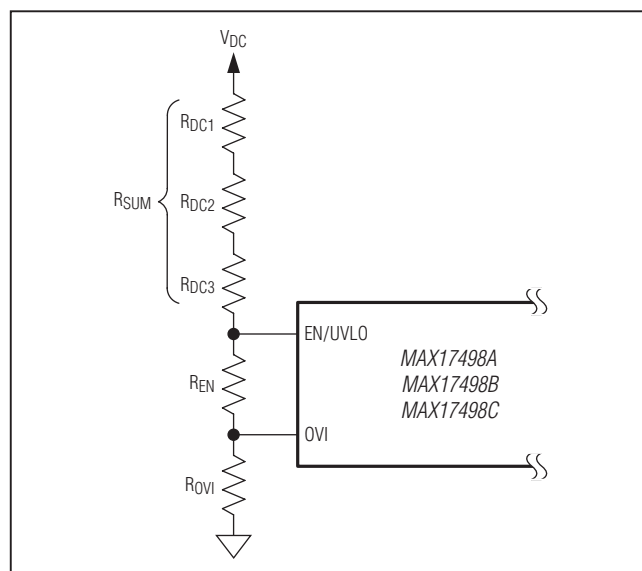 VDC
RDC1
RSUM
RDC2
RDC3
EN/UVLO
MAX17498A
MAX17498B
MAX17498C
REN
OVI
ROVI